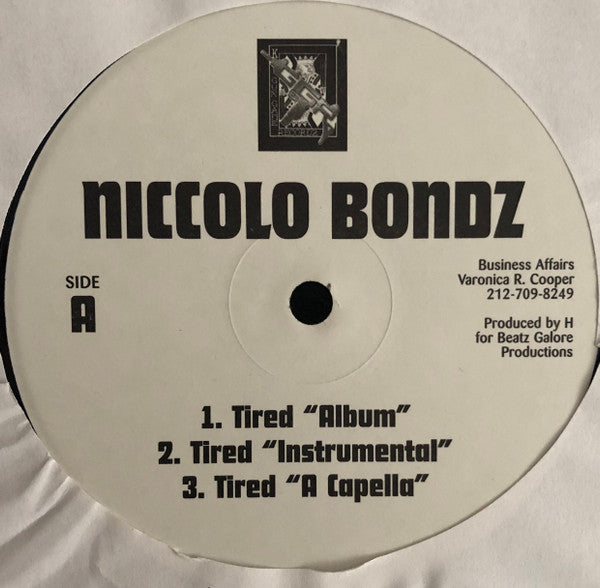 K
RECORDZ
NICCOLO BONDZ
SIDE
A
Business Affairs
Varonica R. Cooper
212-709-8249
Produced by H
for Beatz Galore
Productions
1. Tired “Album”
2. Tired “Instrumental”
3. Tired “A Capella”